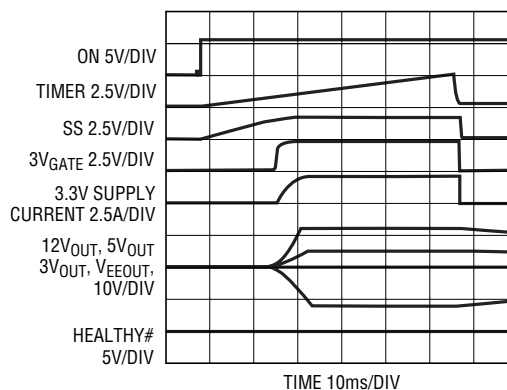 ON 5V/DIV
TIMER 2.5V/DIV
SS 2.5V/DIV
3VGATE 2.5V/DIV
3.3V SUPPLY
CURRENT 2.5A/DIV
12VOUT, 5VOUT
3VOUT, VEEOUT,
10V/DIV
HEALTHY#
5V/DIV
TIME 10ms/DIV